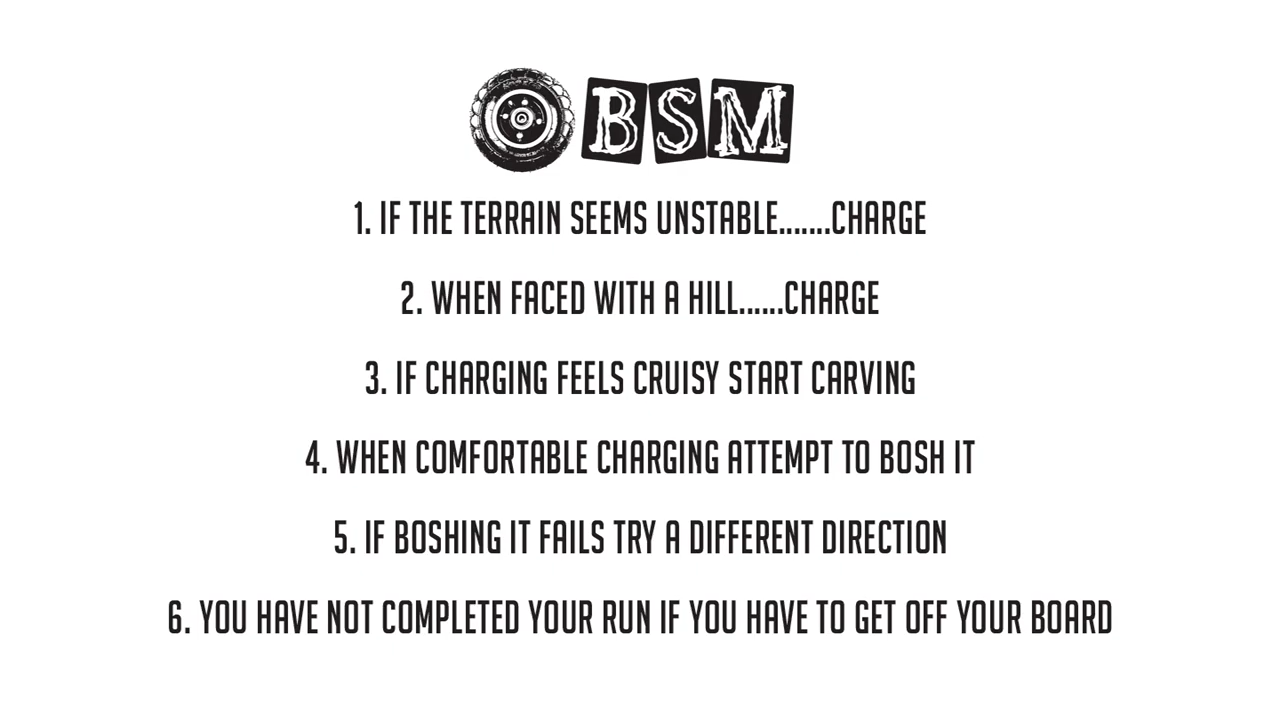 BSM
1. IF THE TERRAIN SEEMS UNSTABLE.......CHARGE
2. WHEN FACED WITH A HILL......CHARGE
3. IF CHARGING FEELS CRUISY START CARVING
4. WHEN COMFORTABLE CHARGING ATTEMPT TO BOSH IT
5. IF BOSHING IT FAILS TRY A DIFFERENT DIRECTION
6. YOU HAVE NOT COMPLETED YOUR RUN IF YOU HAVE TO GET OFF YOUR BOARD